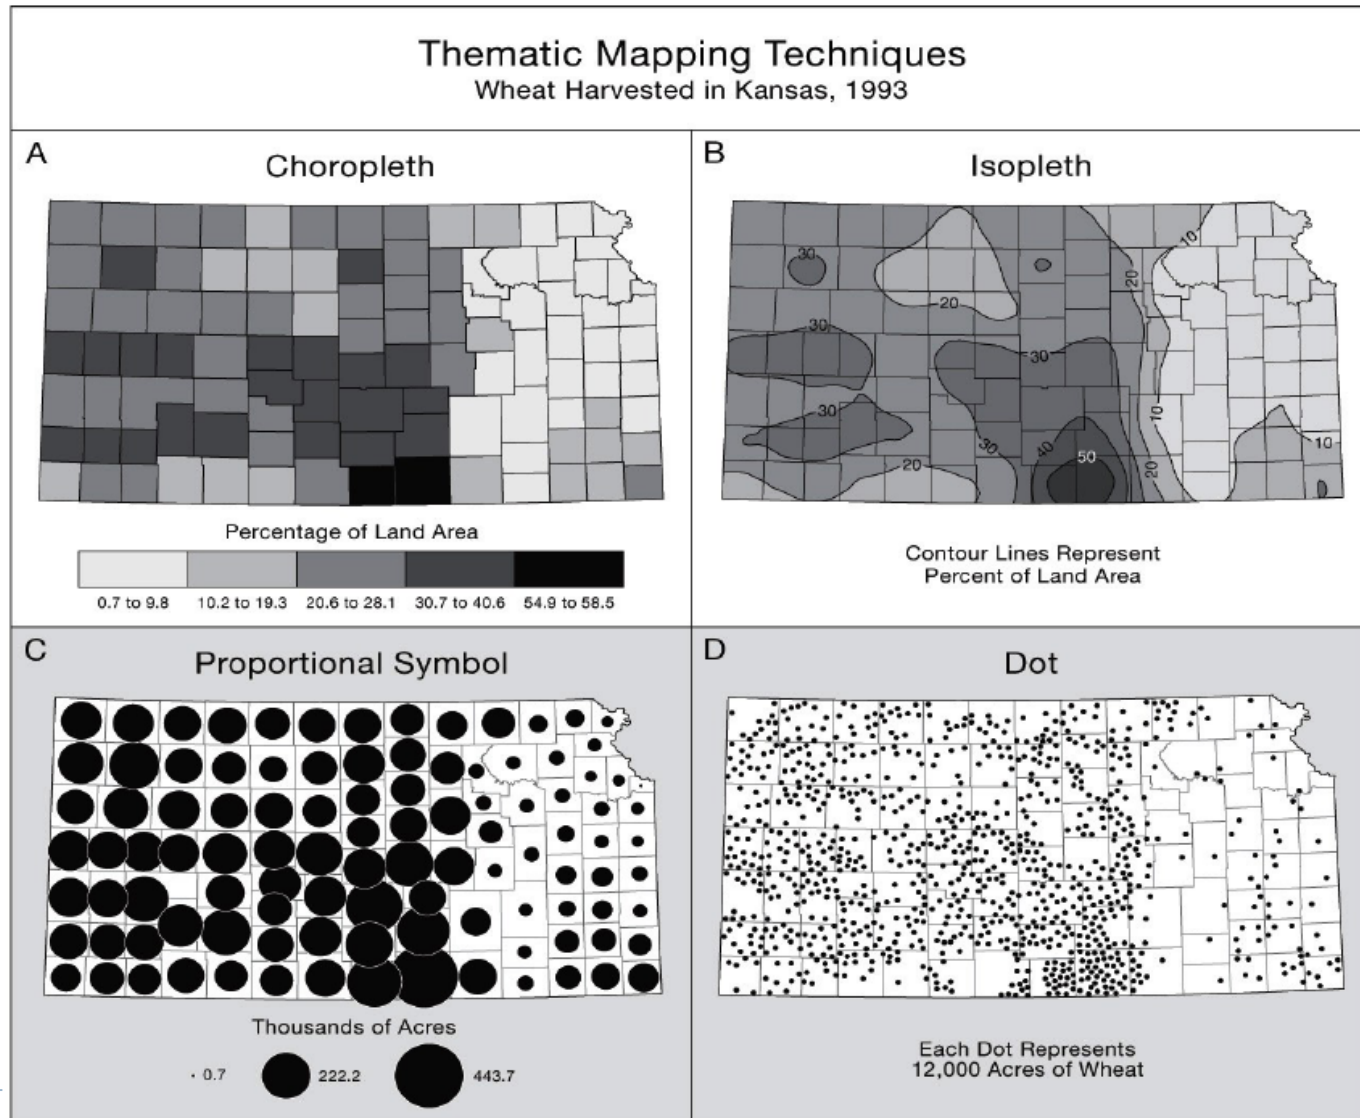 Thematic Mapping Techniques
Wheat Harvested in Kansas, 1993
A
Choropleth
Percentage of Land Area
0.7 to 9.8 10.2 to 19.3 20.6 to 28.1 30.7 to 40.6 54.9 to 58.5
B
Isopleth
10
30
20
20
30
30
30
10
30
40
10
50
20
20
Contour Lines Represent
Percent of Land Area
C
Proportional Symbol
Thousands of Acres
0.7 222.2 443.7
D
Dot
Each Dot Represents
12,000 Acres of Wheat